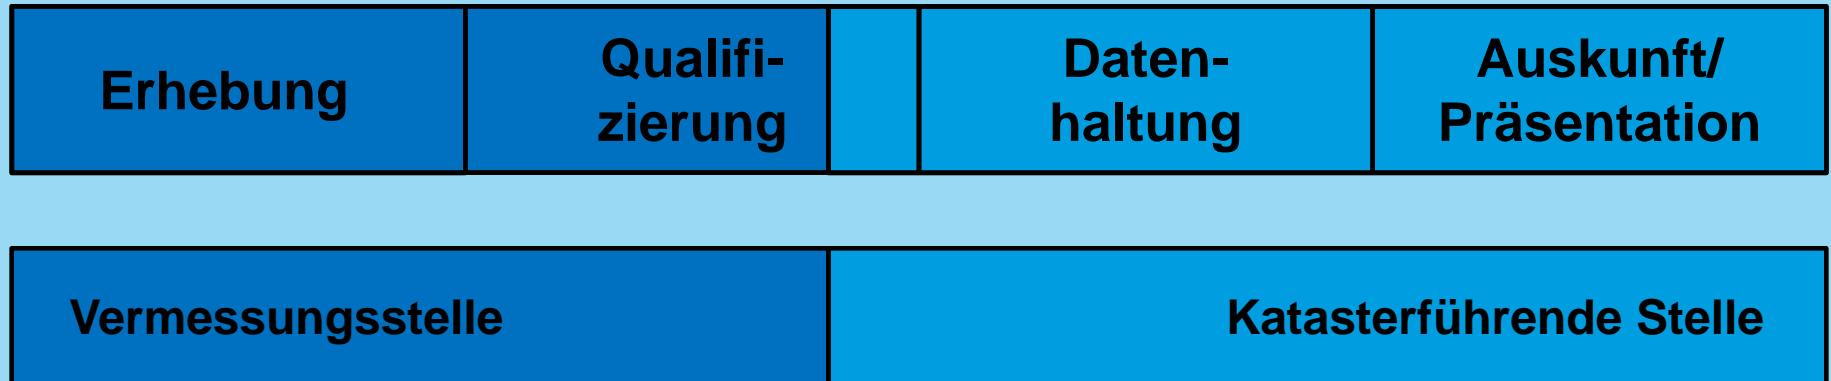 Erhebung
Qualifi-
zierung
Daten-
haltung
Auskunft/
Präsentation
Vermessungsstelle
Katasterführende Stelle